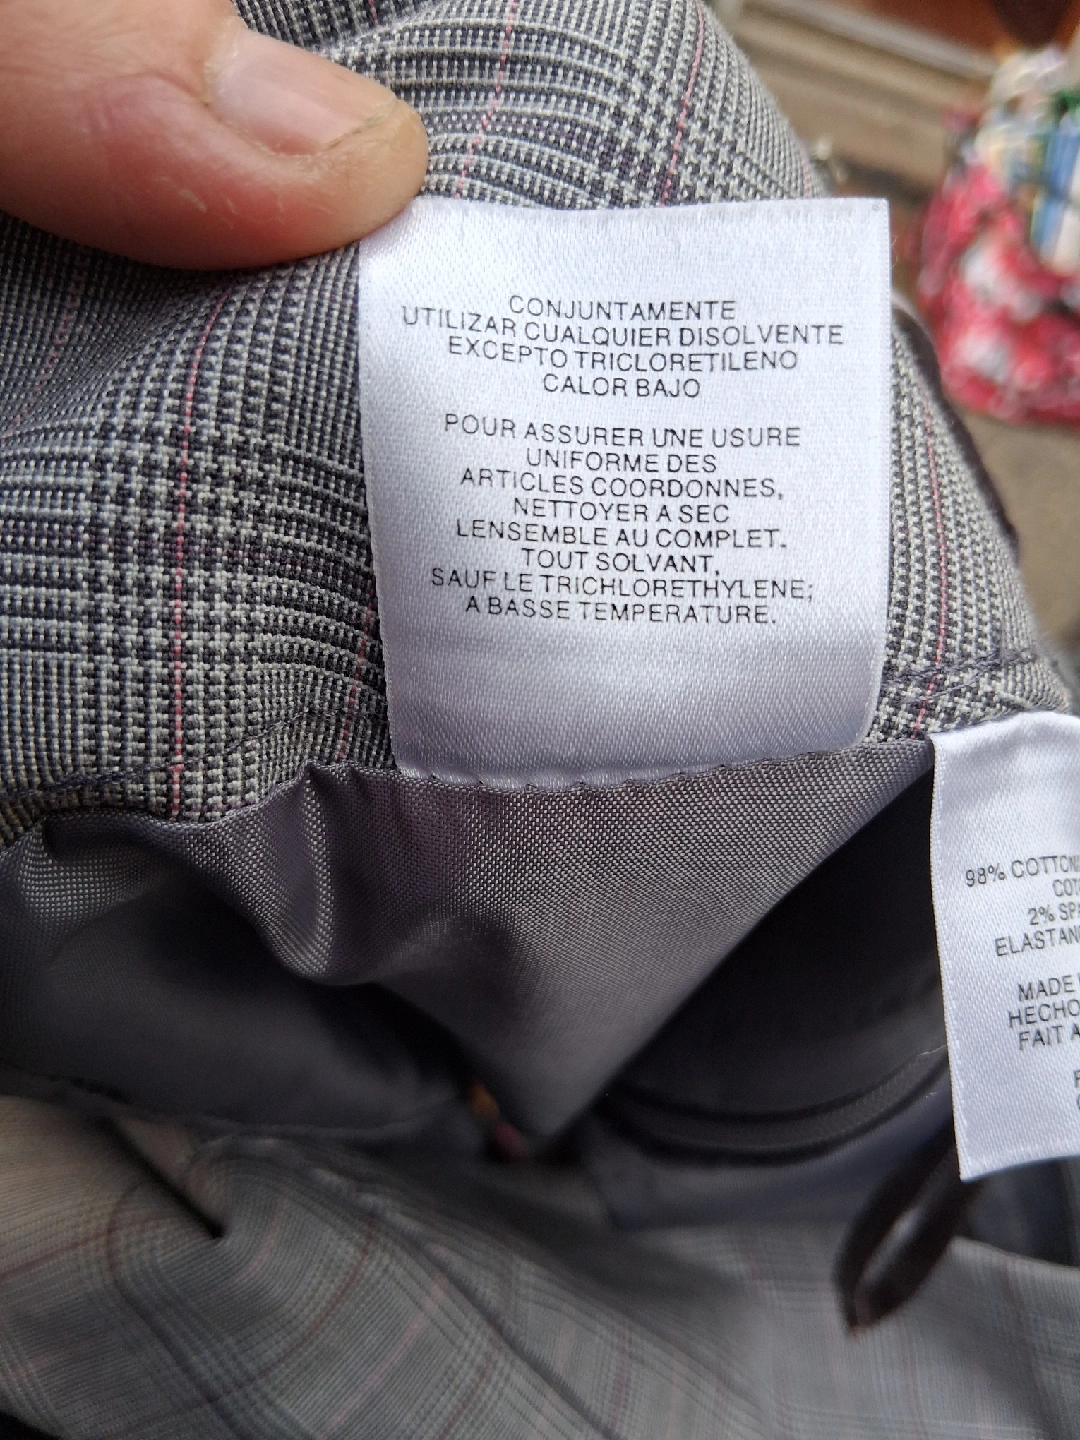 CONJUNTAMENTE
UTILIZAR CUALQUIER DISOLVENTE
EXCEPTO TRICLORETILENO
CALOR BAJO
POUR ASSURER UNE USURE
UNIFORME DES
ARTICLES COORDONNES,
NETTOYER A SEC
LENSEMBLE AU COMPLET.
TOUT SOLVANT,
SAUF LE TRICHLORETHYLENE;
A BASSE TEMPERATURE.
98% COTTON
COT
2% SPA
ELASTAN
MADE
HECHO
FAIT A